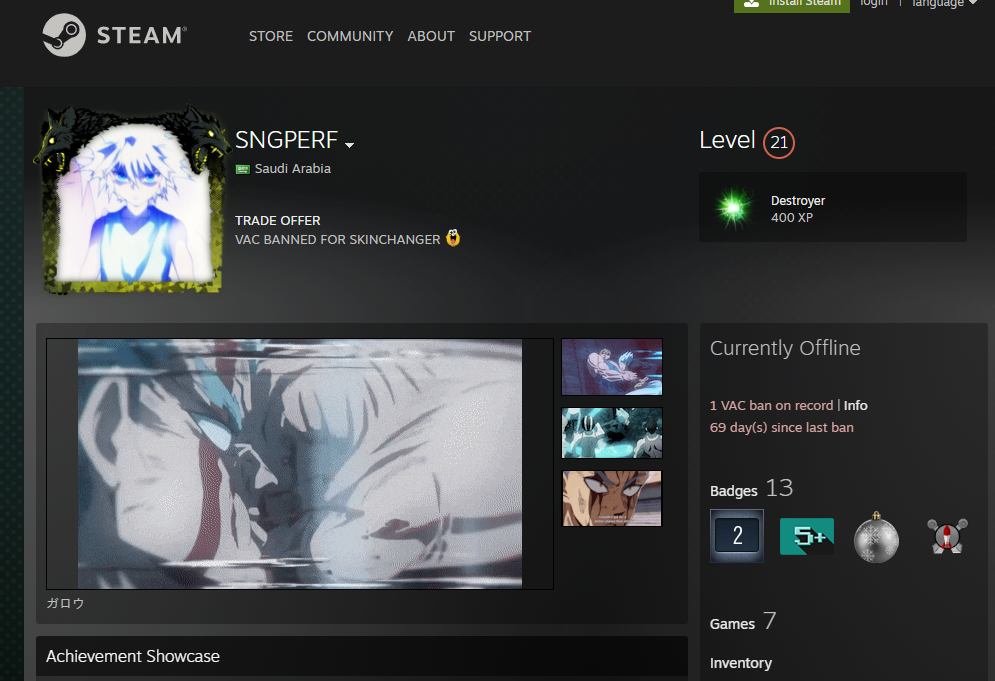 Install Steam
login
language
STEAM®
STORE COMMUNITY ABOUT SUPPORT
SNGPERF
Saudi Arabia
TRADE OFFER
VAC BANNED FOR SKINCHANGER
Level 21
Destroyer
400 XP
ガロウ
Achievement Showcase
Currently Offline
1 VAC ban on record | Info
69 day(s) since last ban
Badges 13
2
5+
Games 7
Inventory